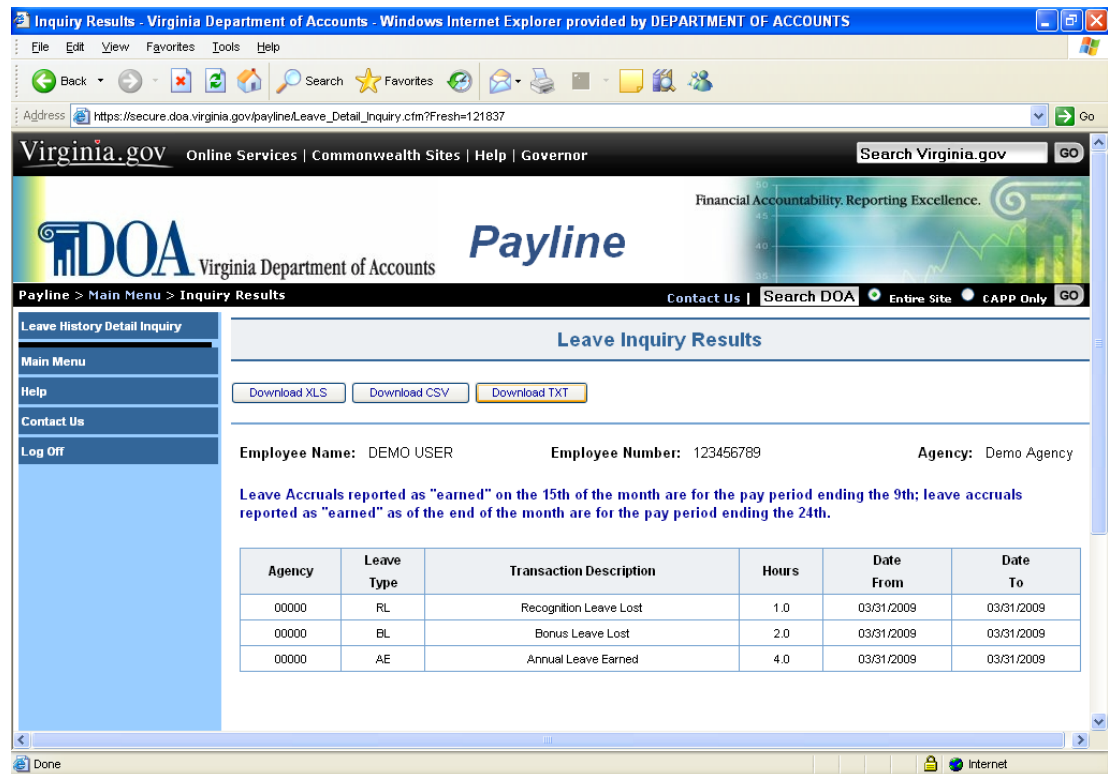 Inquiry Results - Virginia Department of Accounts - Windows Internet Explorer provided by DEPARTMENT OF ACCOUNTS
File Edit View Favorites Tools Help
Back Search Favorites
Address https://secure.doa.virginia.gov/payline/Leave_Detail_Inquiry.cfm?Fresh=121837 Go
Virginia.gov Online Services | Commonwealth Sites | Help | Governor Search Virginia.gov GO
Financial Accountability. Reporting Excellence.
50
45
40
35
DOA Virginia Department of Accounts Payline
Payline > Main Menu > Inquiry Results Contact Us | Search DOA Entire Site CAPP Only GO
Leave History Detail Inquiry
Main Menu
Help
Contact Us
Log Off
Leave Inquiry Results
Download XLS Download CSV Download TXT
Employee Name: DEMO USER Employee Number: 123456789 Agency: Demo Agency
Leave Accruals reported as "earned" on the 15th of the month are for the pay period ending the 9th; leave accruals
reported as "earned" as of the end of the month are for the pay period ending the 24th.
Agency Leave Type Transaction Description Hours Date From Date To
00000 RL Recognition Leave Lost 1.0 03/31/2009 03/31/2009
00000 BL Bonus Leave Lost 2.0 03/31/2009 03/31/2009
00000 AE Annual Leave Earned 4.0 03/31/2009 03/31/2009
Done Internet